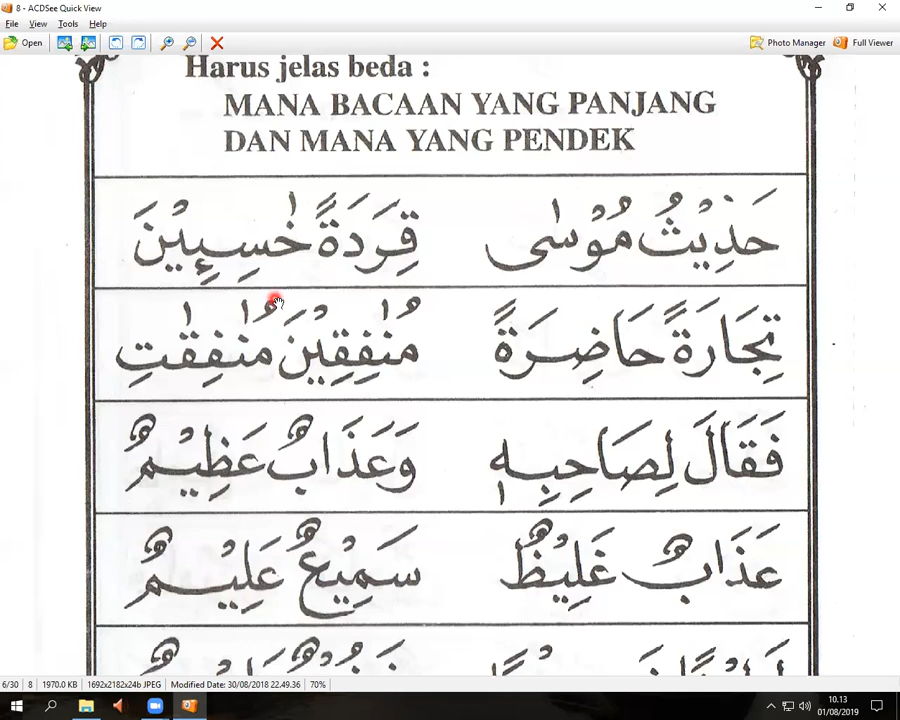 8 - ACDSee Quick View
File View Tools Help
Open Photo Manager Full Viewer
Harus jelas beda :
MANA BACAAN YANG PANJANG
DAN MANA YANG PENDEK
حَدِيْثُ مُوْسٰى قِرَدَةً خٰسِـِٕيْنَ
تِجَارَةً حَاضِرَةً مُنٰفِقِيْنَ مُنٰفِقٰتِ
فَقَالَ لِصَاحِبِهٖ وَعَذَابٌ عَظِيْمٌ
عَذَابٌ غَلِيْظٌ سَمِيْعٌ عَلِيْمٌ
6/30 8 1970.0 KB 1692x2182x24b JPEG Modified Date: 30/08/2018 22.49.36 70%
10.13
01/08/2019